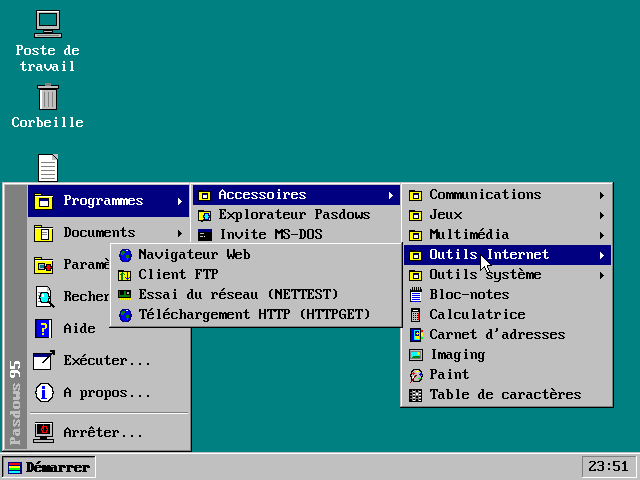 Poste de
travail
Corbeille
Programmes
Documents
Paramè
Recher
Aide
Exécuter...
A propos...
Arrêter...
Pasdows 95
Accessoires
Explorateur Pasdows
Invite MS-DOS
Navigateur Web
Client FTP
Essai du réseau (NETTEST)
Téléchargement HTTP (HTTPGET)
Communications
Jeux
Multimédia
Outils Internet
Outils système
Bloc-notes
Calculatrice
Carnet d'adresses
Imaging
Paint
Table de caractères
Démarrer
23:51